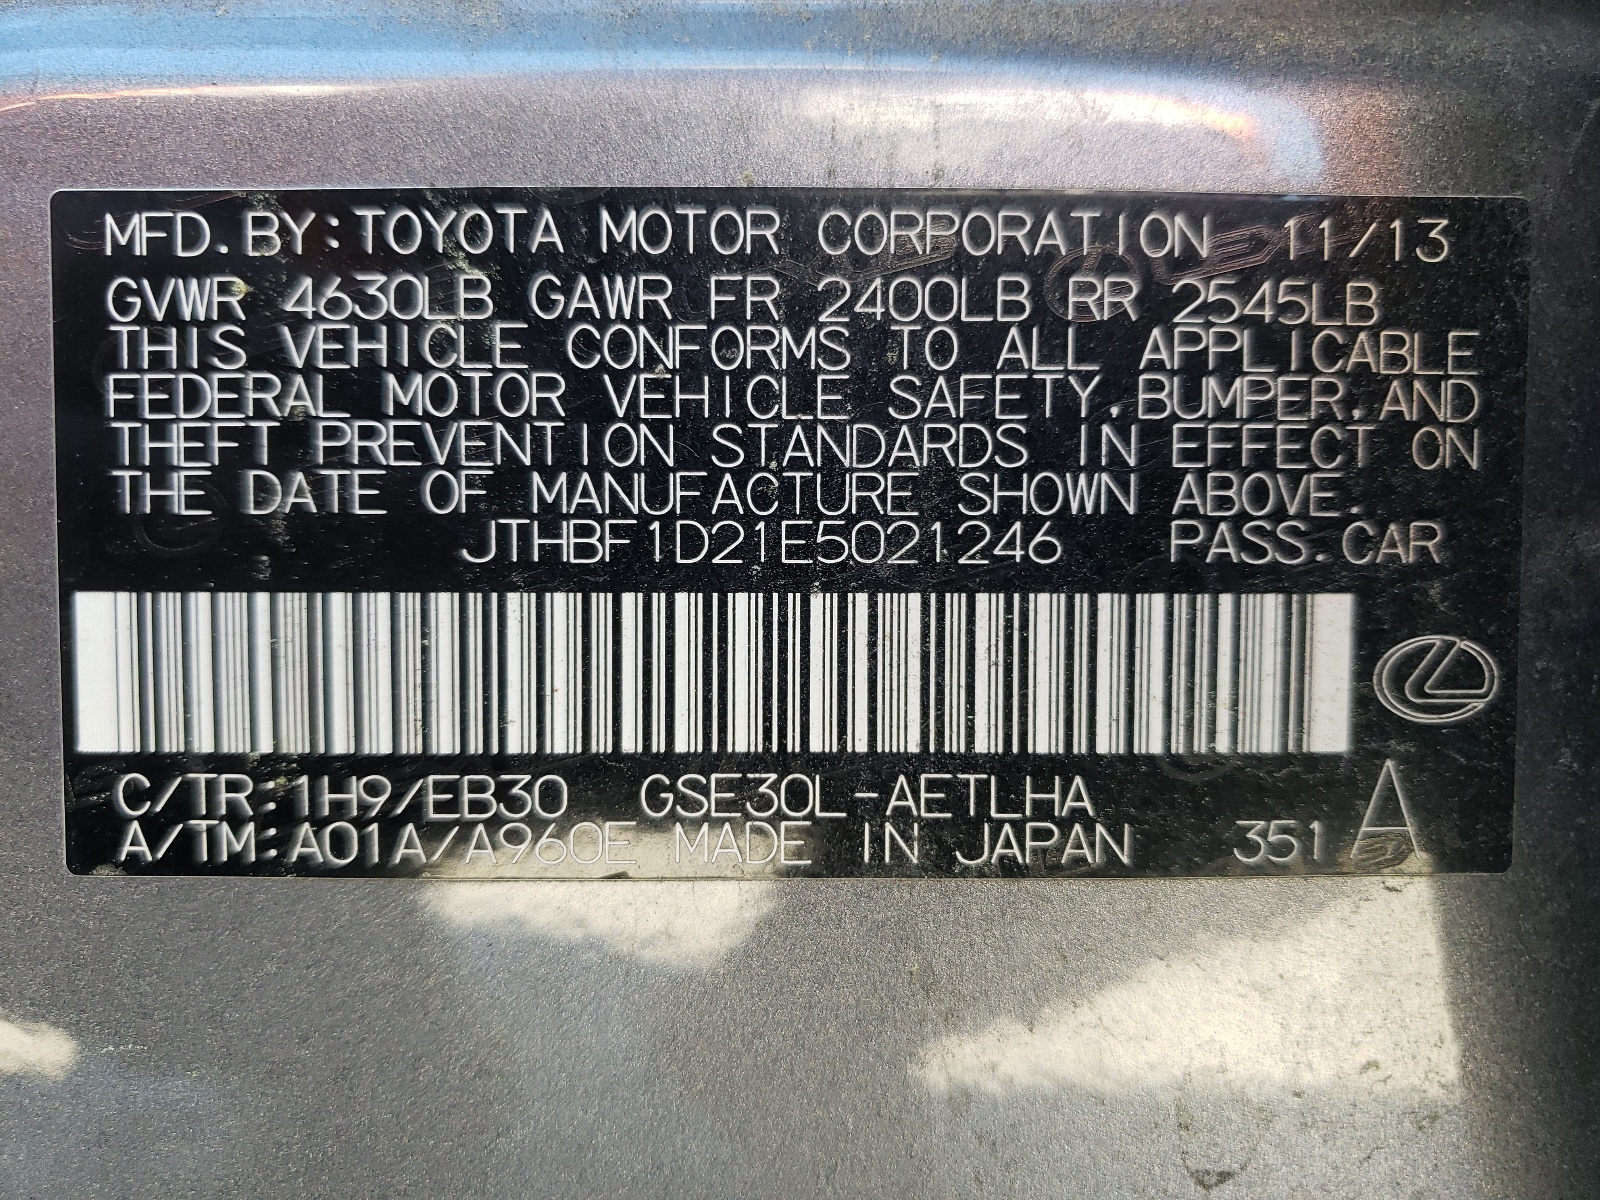 MFD. BY: TOYOTA MOTOR CORPORATION 11/13
GVWR 4630LB GAWR FR 2400LB RR 2545LB
THIS VEHICLE CONFORMS TO ALL APPLICABLE
FEDERAL MOTOR VEHICLE SAFETY, BUMPER, AND
THEFT PREVENTION STANDARDS IN EFFECT ON
THE DATE OF MANUFACTURE SHOWN ABOVE.
JTHBF1D21E5021246 PASS. CAR
C/TR: 1H9/EB30 GSE30L-AETLHA
A/TM: A01A/A960E MADE IN JAPAN 351 A